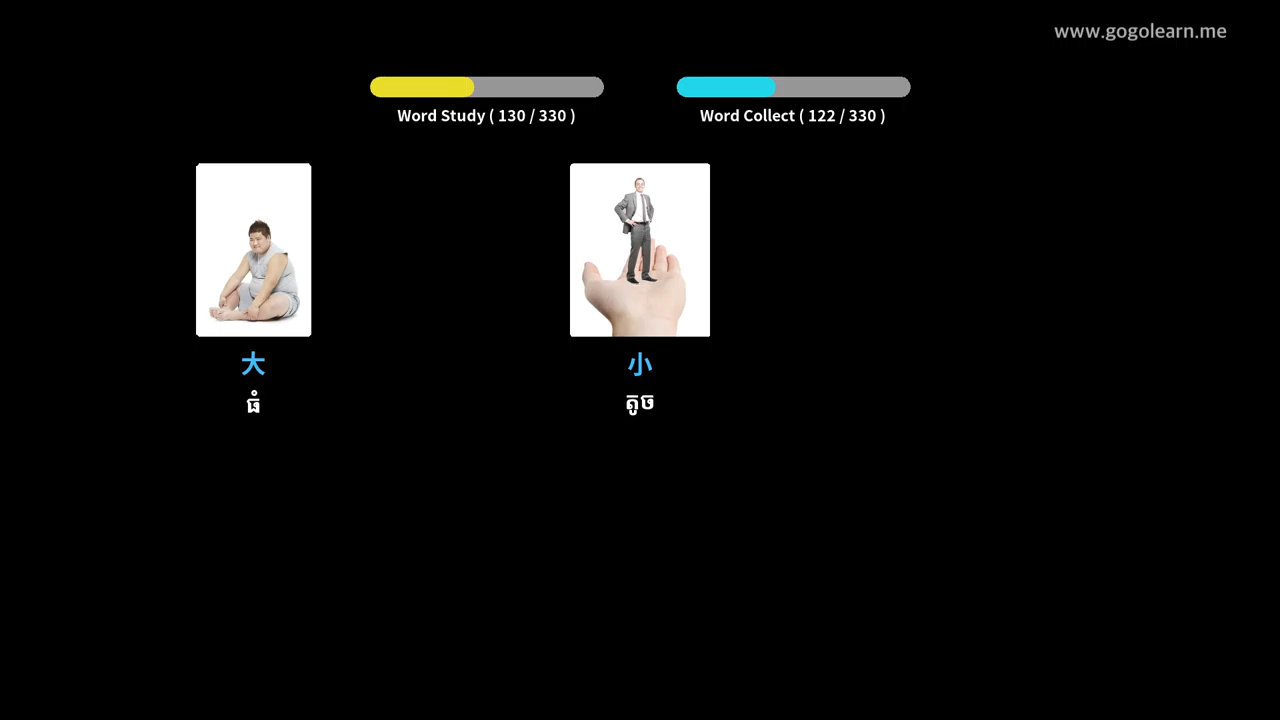 www.gogolearn.me
Word Study ( 130 / 330 )
Word Collect ( 122 / 330 )
大
小
ធំ
តូច